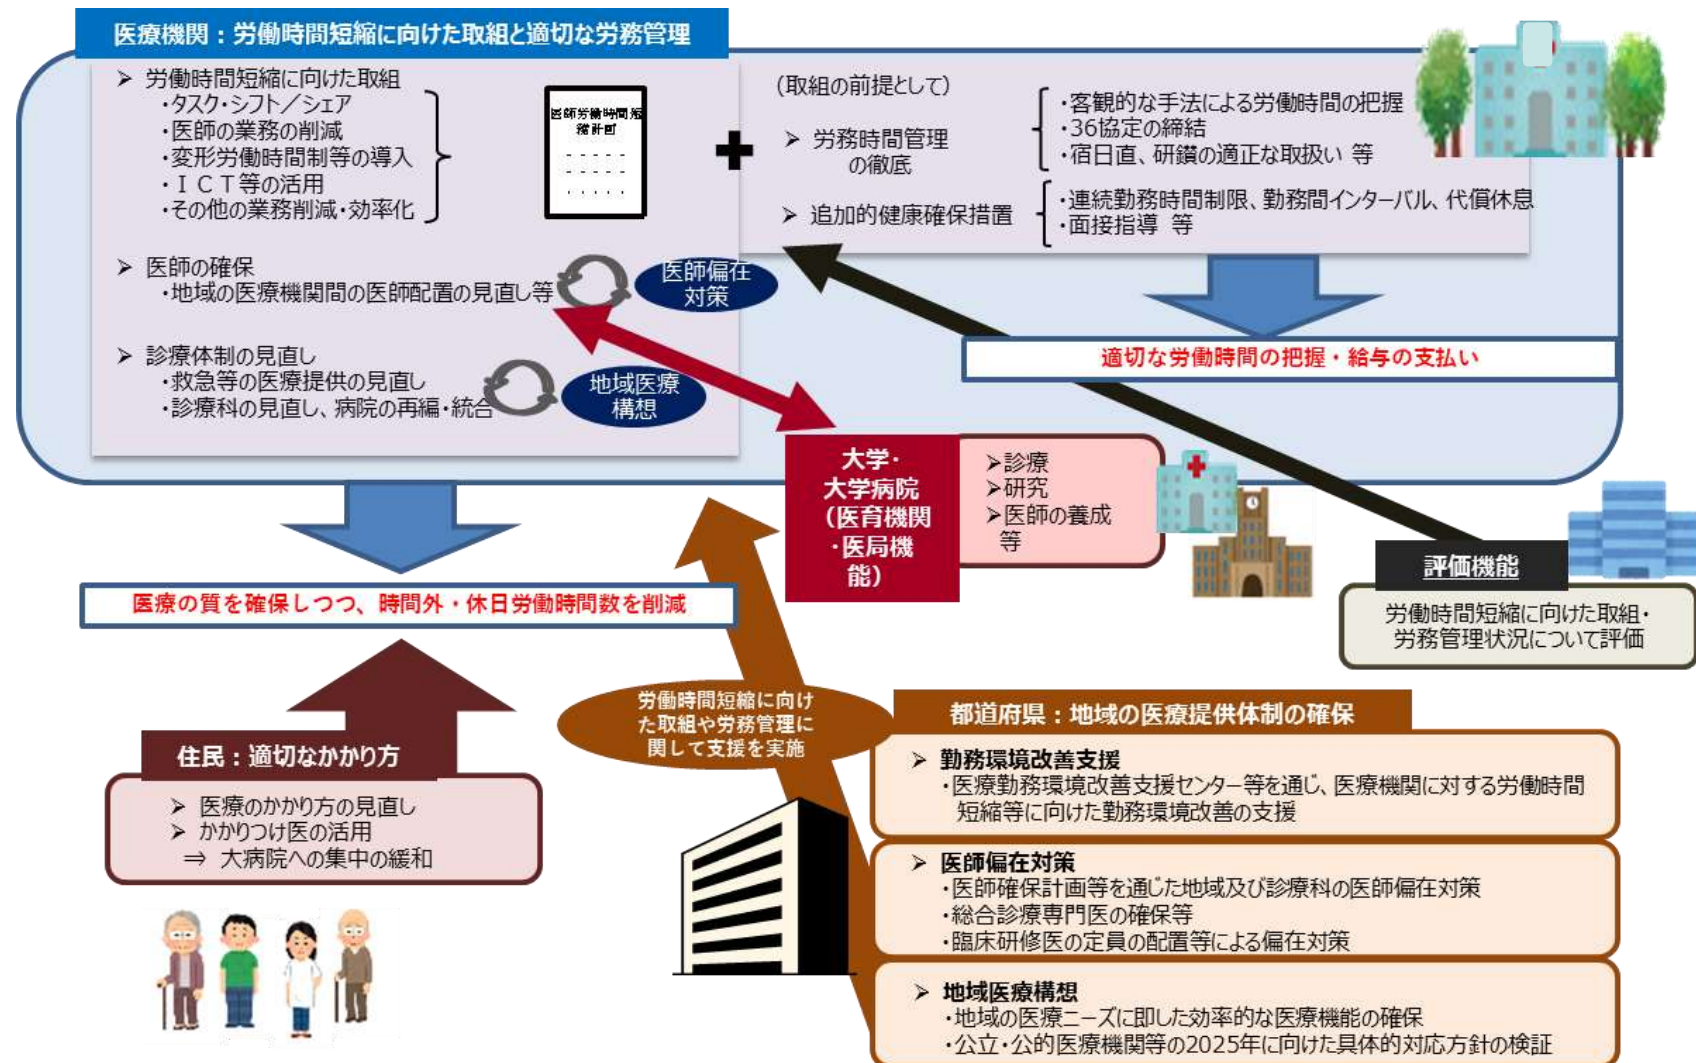 医療機関：労働時間短縮に向けた取組と適切な労務管理
➢ 労働時間短縮に向けた取組
・タスク・シフト／シェア
・医師の業務の削減
・変形労働時間制等の導入
・ＩＣＴ等の活用
・その他の業務削減・効率化
医師労働時間短
縮計画
➢ 医師の確保
・地域の医療機関間の医師配置の見直し等
医師偏在
対策
➢ 診療体制の見直し
・救急等の医療提供の見直し
・診療科の見直し、病院の再編・統合
地域医療
構想
（取組の前提として）
➢ 労務時間管理
の徹底
・客観的な手法による労働時間の把握
・36協定の締結
・宿日直、研鑽の適正な取扱い 等
➢ 追加的健康確保措置
・連続勤務時間制限、勤務間インターバル、代償休息
・面接指導 等
適切な労働時間の把握・給与の支払い
大学・
大学病院
（医育機関
・医局機
能）
➢診療
➢研究
➢医師の養成
等
評価機能
労働時間短縮に向けた取組・
労務管理状況について評価
医療の質を確保しつつ、時間外・休日労働時間数を削減
住民：適切なかかり方
➢ 医療のかかり方の見直し
➢ かかりつけ医の活用
⇒ 大病院への集中の緩和
労働時間短縮に向け
た取組や労務管理に
関して支援を実施
都道府県：地域の医療提供体制の確保
➢ 勤務環境改善支援
・医療勤務環境改善支援センター等を通じ、医療機関に対する労働時間
短縮等に向けた勤務環境改善の支援
➢ 医師偏在対策
・医師確保計画等を通じた地域及び診療科の医師偏在対策
・総合診療専門医の確保等
・臨床研修医の定員の配置等による偏在対策
➢ 地域医療構想
・地域の医療ニーズに即した効率的な医療機能の確保
・公立・公的医療機関等の2025年に向けた具体的対応方針の検証